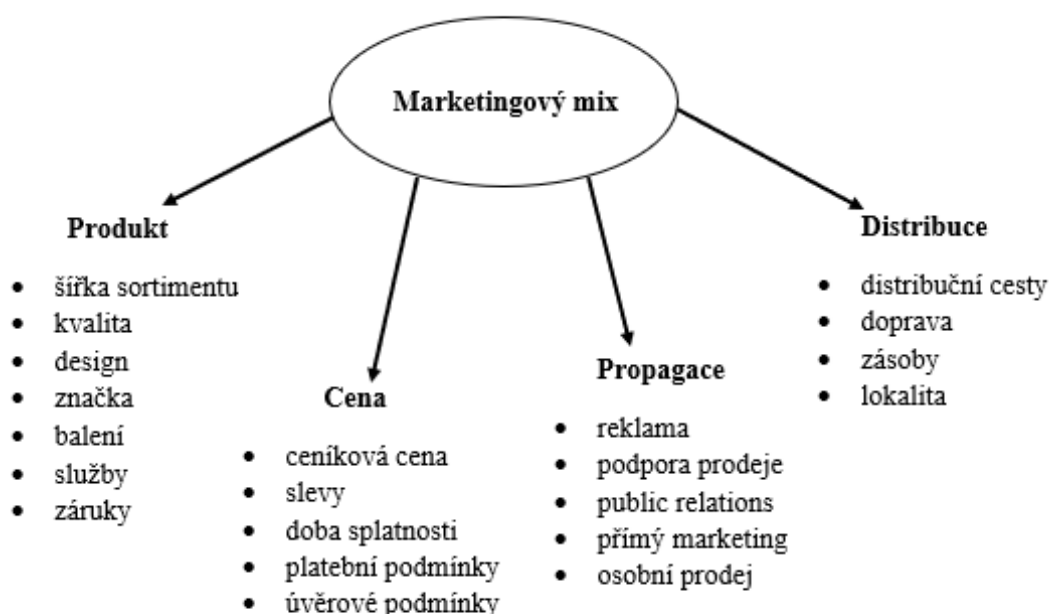 Marketingový mix
Produkt
• šířka sortimentu
• kvalita
• design
• značka
• balení
• služby
• záruky
Cena
• ceníková cena
• slevy
• doba splatnosti
• platební podmínky
• úvěrové podmínky
Propagace
• reklama
• podpora prodeje
• public relations
• přímý marketing
• osobní prodej
Distribuce
• distribuční cesty
• doprava
• zásoby
• lokalita